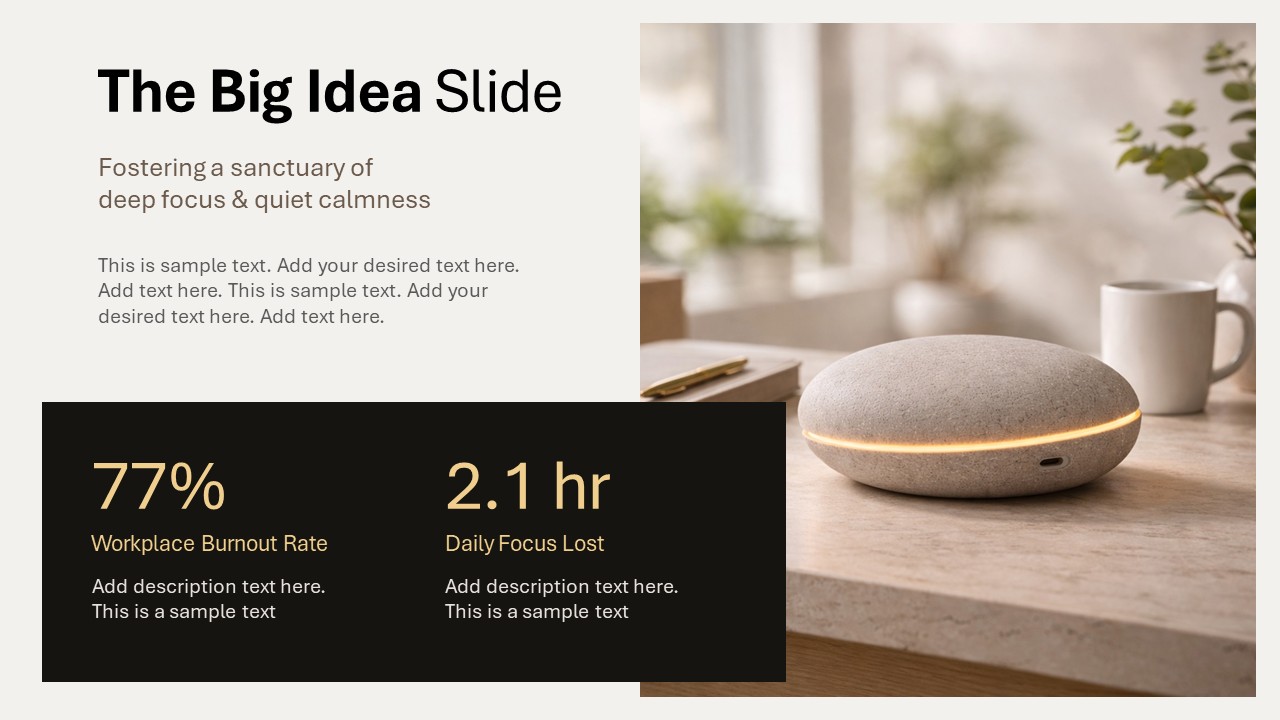 The Big Idea Slide
Fostering a sanctuary of
deep focus & quiet calmness
This is sample text. Add your desired text here.
Add text here. This is sample text. Add your
desired text here. Add text here.
77%
Workplace Burnout Rate
Add description text here.
This is a sample text
2.1 hr
Daily Focus Lost
Add description text here.
This is a sample text